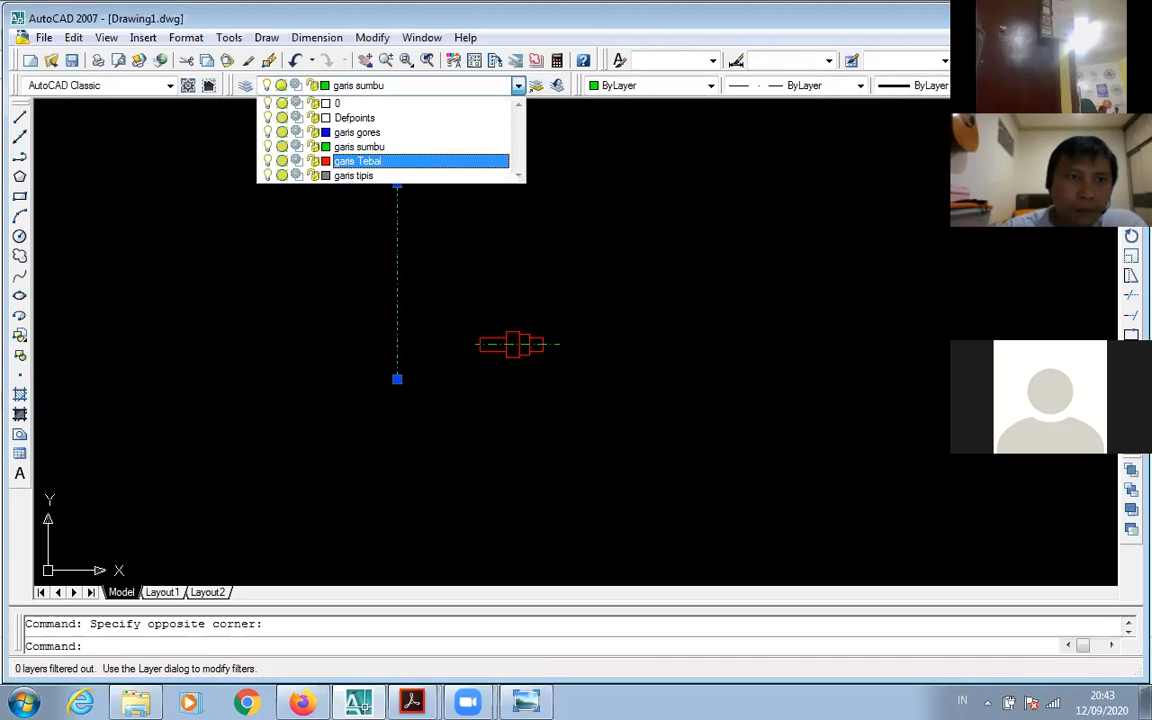 AutoCAD 2007 - [Drawing1.dwg]
File Edit View Insert Format Tools Draw Dimension Modify Window Help
AutoCAD Classic
garis sumbu
ByLayer
ByLayer
ByLayer
0
Defpoints
garis gores
garis sumbu
garis Tebal
garis tipis
A
Y
X
Model Layout1 Layout2
Command: Specify opposite corner:
Command:
0 layers filtered out. Use the Layer dialog to modify filters.
IN
20:43
12/09/2020